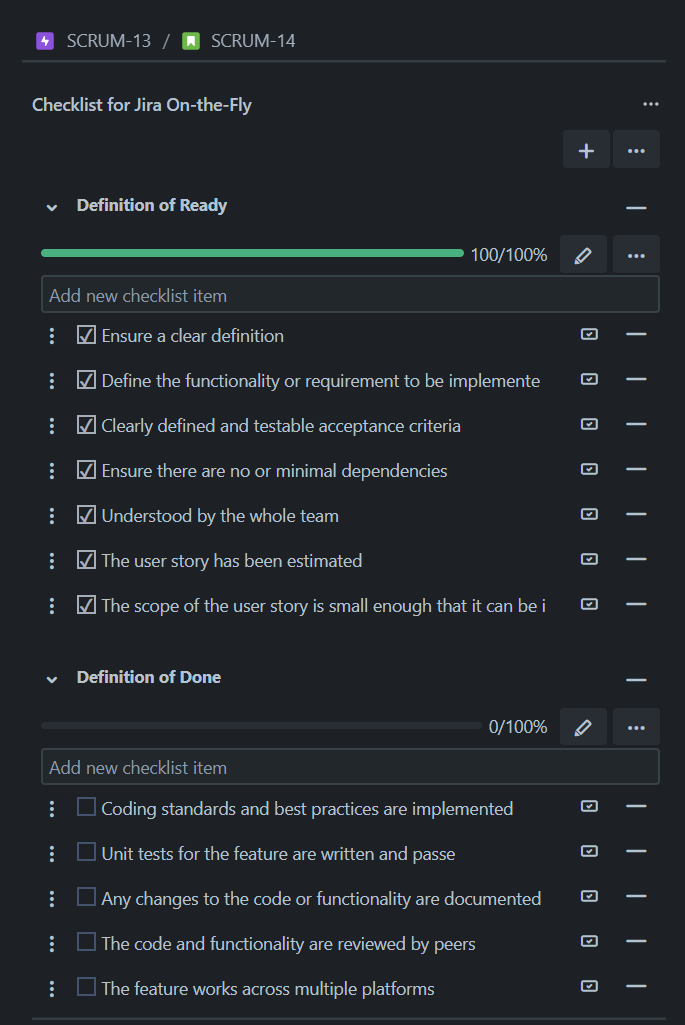 SCRUM-13 / SCRUM-14
Checklist for Jira On-the-Fly
Definition of Ready
100/100%
Add new checklist item
Ensure a clear definition
Define the functionality or requirement to be implemente
Clearly defined and testable acceptance criteria
Ensure there are no or minimal dependencies
Understood by the whole team
The user story has been estimated
The scope of the user story is small enough that it can be i
Definition of Done
0/100%
Add new checklist item
Coding standards and best practices are implemented
Unit tests for the feature are written and passe
Any changes to the code or functionality are documented
The code and functionality are reviewed by peers
The feature works across multiple platforms